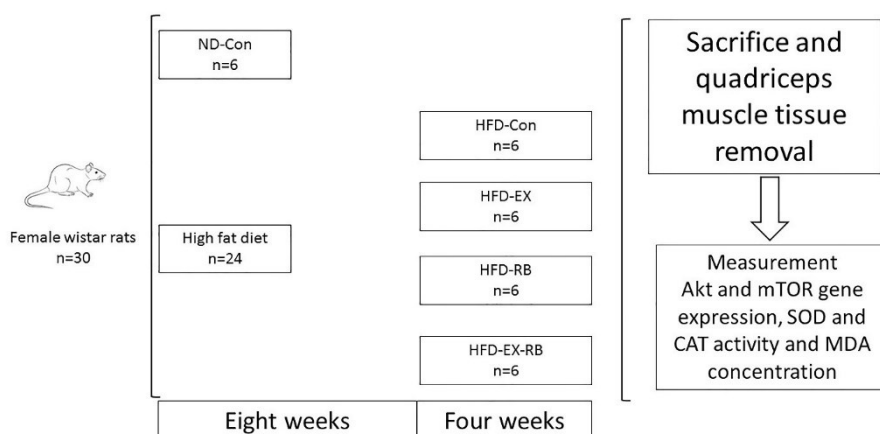 ND-Con
n=6
Female wistar rats
n=30
High fat diet
n=24
HFD-Con
n=6
HFD-EX
n=6
HFD-RB
n=6
HFD-EX-RB
n=6
Eight weeks
Four weeks
Sacrifice and
quadriceps
muscle tissue
removal
Measurement
Akt and mTOR gene
expression, SOD and
CAT activity and MDA
concentration